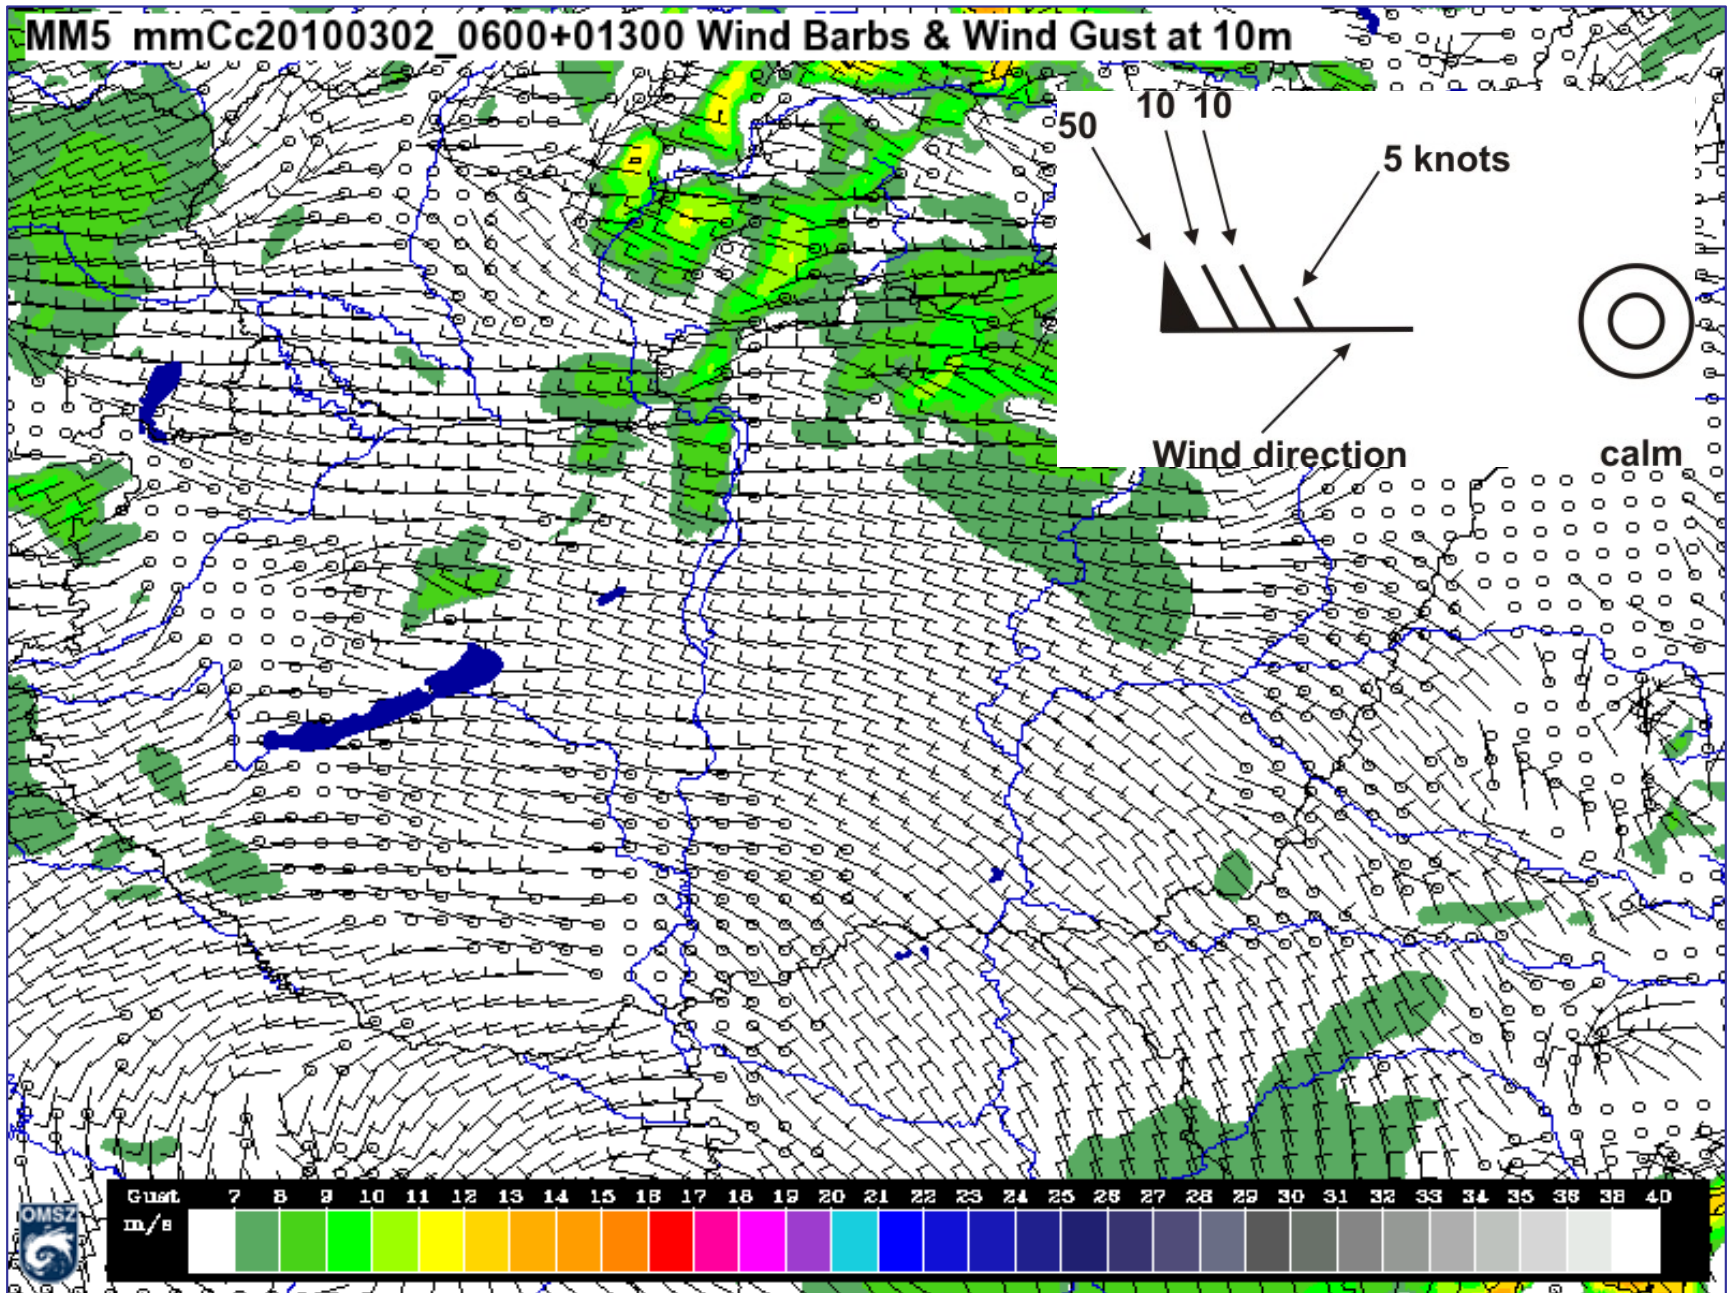 MM5 mmCc20100302_0600+01300 Wind Barbs & Wind Gust at 10m
50 10 10
5 knots
Wind direction calm
Gust 7 8 9 10 11 12 13 14 15 16 17 18 19 20 21 22 23 24 25 26 27 28 29 30 31 32 33 34 35 36 38 40
m/s
OMSZ